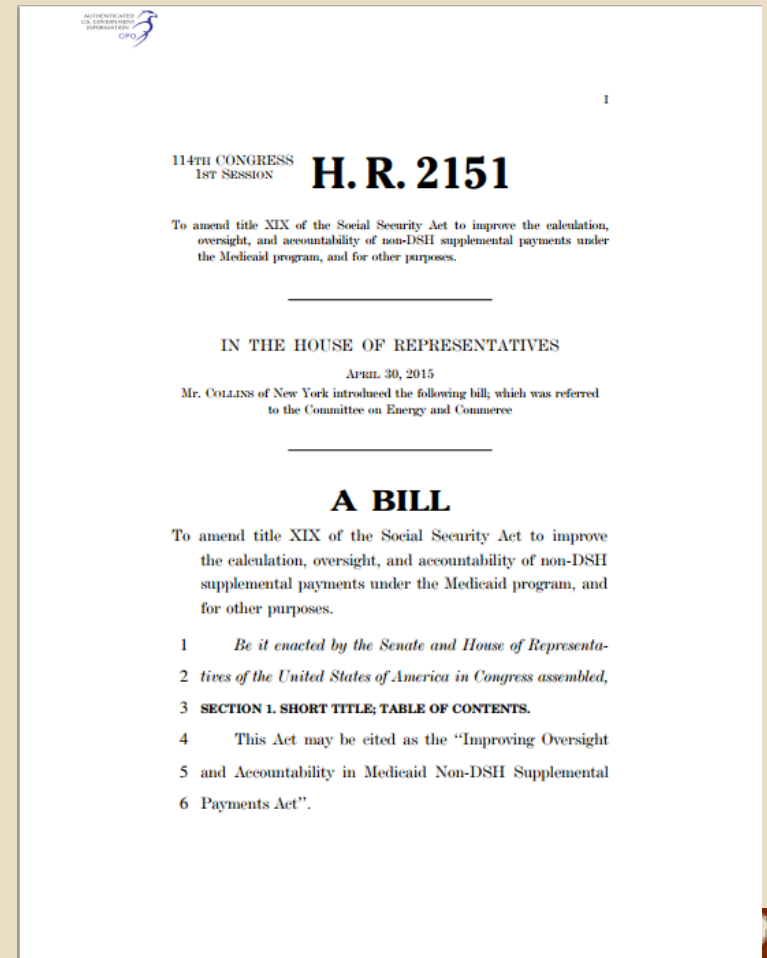 AUTHENTICATED
U.S. GOVERNMENT
INFORMATION
GPO
I
114TH CONGRESS
1ST SESSION
H. R. 2151
To amend title XIX of the Social Security Act to improve the calculation,
oversight, and accountability of non-DSH supplemental payments under
the Medicaid program, and for other purposes.
IN THE HOUSE OF REPRESENTATIVES
APRIL 30, 2015
Mr. COLLINS of New York introduced the following bill; which was referred
to the Committee on Energy and Commerce
A BILL
To amend title XIX of the Social Security Act to improve
the calculation, oversight, and accountability of non-DSH
supplemental payments under the Medicaid program, and
for other purposes.
1 Be it enacted by the Senate and House of Representa-
2 tives of the United States of America in Congress assembled,
3 SECTION 1. SHORT TITLE; TABLE OF CONTENTS.
4 This Act may be cited as the “Improving Oversight
5 and Accountability in Medicaid Non-DSH Supplemental
6 Payments Act”.